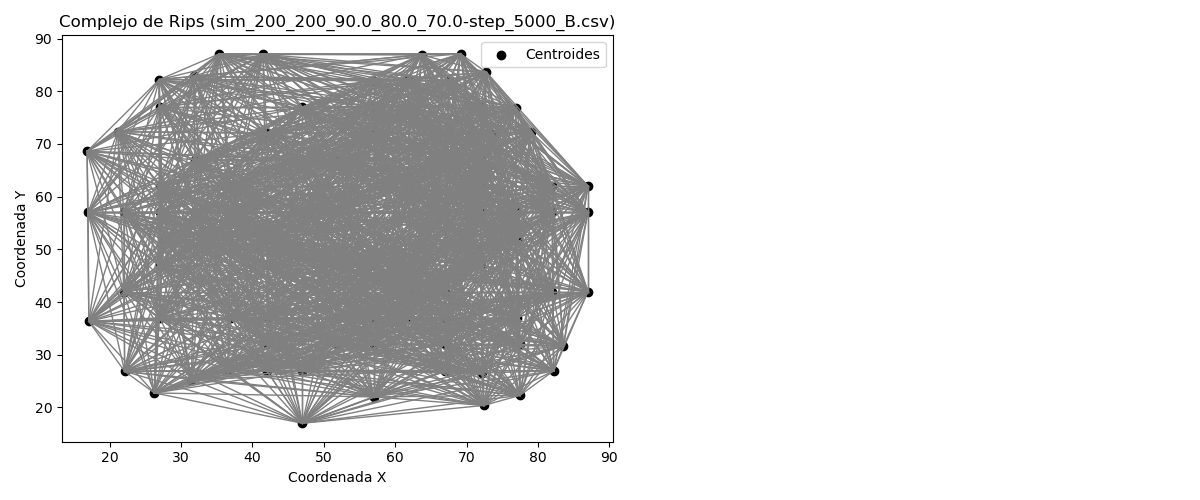 Complejo de Rips (sim_200_200_90.0_80.0_70.0-step_5000_B.csv)
Centroides
90
80
70
60
50
40
30
20
Coordenada Y
20 30 40 50 60 70 80 90
Coordenada X